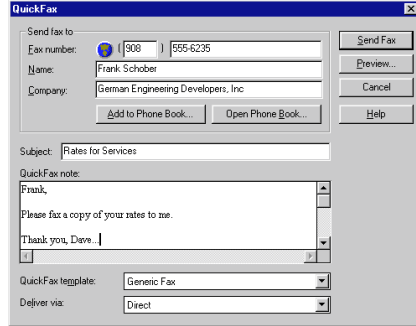 QuickFax
Send fax to
Fax number: ( 908 ) 555-6235
Send Fax
Name: Frank Schober
Preview...
Company: German Engineering Developers, Inc
Cancel
Add to Phone Book... Open Phone Book...
Help
Subject: Rates for Services
QuickFax note:
Frank,
Please fax a copy of your rates to me.
Thank you, Dave...
QuickFax template: Generic Fax
Deliver via: Direct